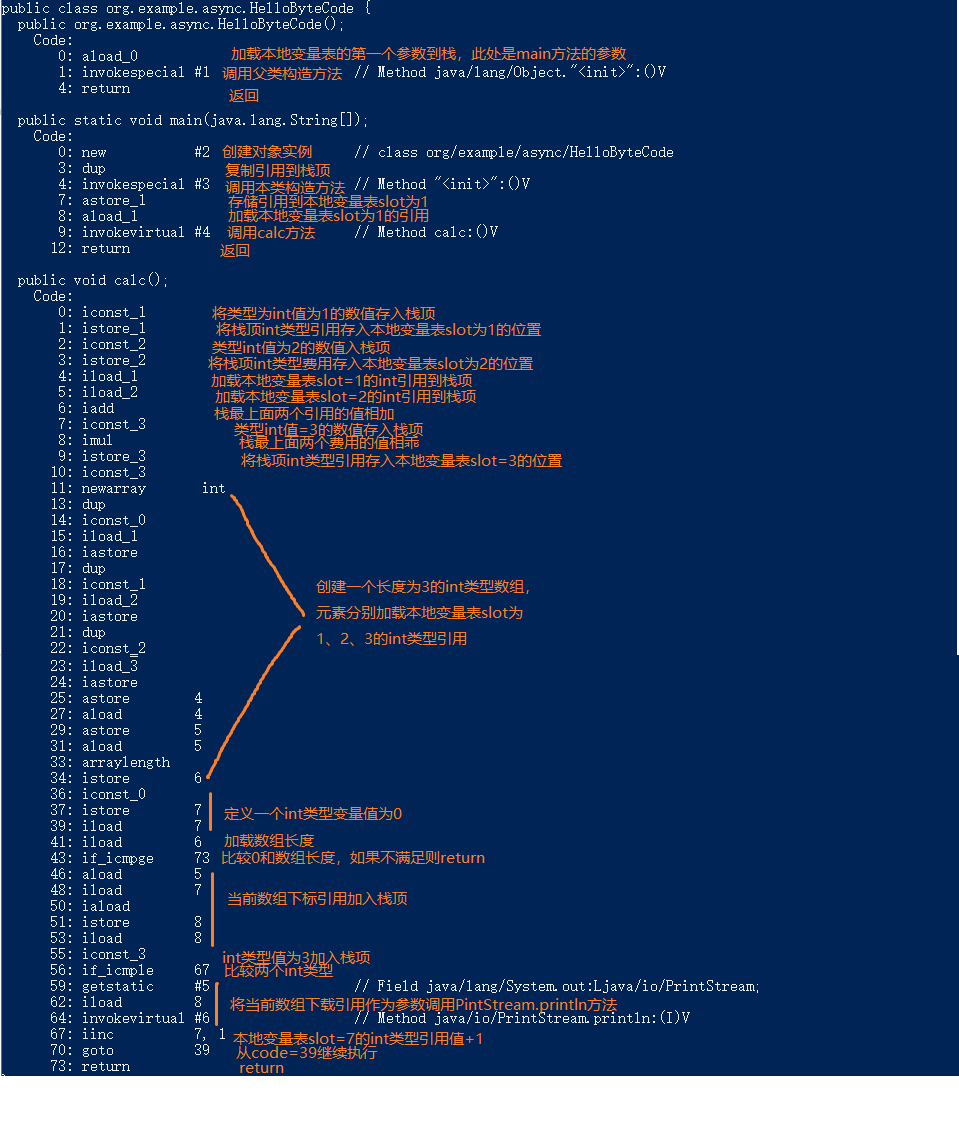 public class org.example.async.HelloByteCode {
public org.example.async.HelloByteCode();
Code:
0: aload_0 加载本地变量表的第一个参数到栈，此处是main方法的参数
1: invokespecial #1 调用父类构造方法 // Method java/lang/Object."<init>":()V
4: return 返回
public static void main(java.lang.String[]);
Code:
0: new #2 创建对象实例 // class org/example/async/HelloByteCode
3: dup 复制引用到栈顶
4: invokespecial #3 调用本类构造方法 // Method "<init>":()V
7: astore_1 存储引用到本地变量表slot为1
8: aload_1 加载本地变量表slot为1的引用
9: invokevirtual #4 调用calc方法 // Method calc:()V
12: return 返回
public void calc();
Code:
0: iconst_1 将类型为int值为1的数值存入栈顶
1: istore_1 将栈顶int类型引用存入本地变量表slot为1的位置
2: iconst_2 类型int值为2的数值入栈项
3: istore_2 将栈项int类型费用存入本地变量表slot为2的位置
4: iload_1 加载本地变量表slot=1的int引用到栈项
5: iload_2 加载本地变量表slot=2的int引用到栈项
6: iadd 栈最上面两个引用的值相加
7: iconst_3 类型int值=3的数值存入栈项
8: imul 栈最上面两个费用的值相乖
9: istore_3 将栈项int类型引用存入本地变量表slot=3的位置
10: iconst_3
11: newarray int
13: dup
14: iconst_0
15: iload_1
16: iastore
17: dup
18: iconst_1 创建一个长度为3的int类型数组，
19: iload_2 元素分别加载本地变量表slot为
20: iastore
21: dup 1、2、3的int类型引用
22: iconst_2
23: iload_3
24: iastore
25: astore 4
27: aload 4
29: astore 5
31: aload 5
33: arraylength
34: istore 6
36: iconst_0
37: istore 7 定义一个int类型变量值为0
39: iload 7
41: iload 6 加载数组长度
43: if_icmpge 73 比较0和数组长度，如果不满足则return
46: aload 5
48: iload 7 当前数组下标引用加入栈顶
50: iaload
51: istore 8
53: iload 8
55: iconst_3 int类型值为3加入栈项
56: if_icmple 67 比较两个int类型
59: getstatic #5 // Field java/lang/System.out:Ljava/io/PrintStream;
62: iload 8 将当前数组下载引用作为参数调用PintStream.println方法
64: invokevirtual #6 // Method java/io/PrintStream.println:(I)V
67: iinc 7, 1 本地变量表slot=7的int类型引用值+1
70: goto 39 从code=39继续执行
73: return return